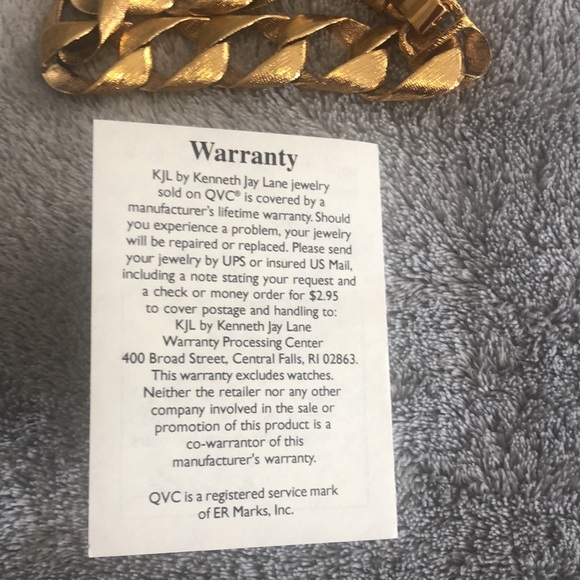 Warranty
KJL by Kenneth Jay Lane jewelry
sold on QVC® is covered by a
manufacturer's lifetime warranty. Should
you experience a problem, your jewelry
will be repaired or replaced. Please send
your jewelry by UPS or insured US Mail,
including a note stating your request and
a check or money order for $2.95
to cover postage and handling to:
KJL by Kenneth Jay Lane
Warranty Processing Center
400 Broad Street, Central Falls, RI 02863.
This warranty excludes watches.
Neither the retailer nor any other
company involved in the sale or
promotion of this product is a
co-warrantor of this
manufacturer's warranty.
QVC is a registered service mark
of ER Marks, Inc.